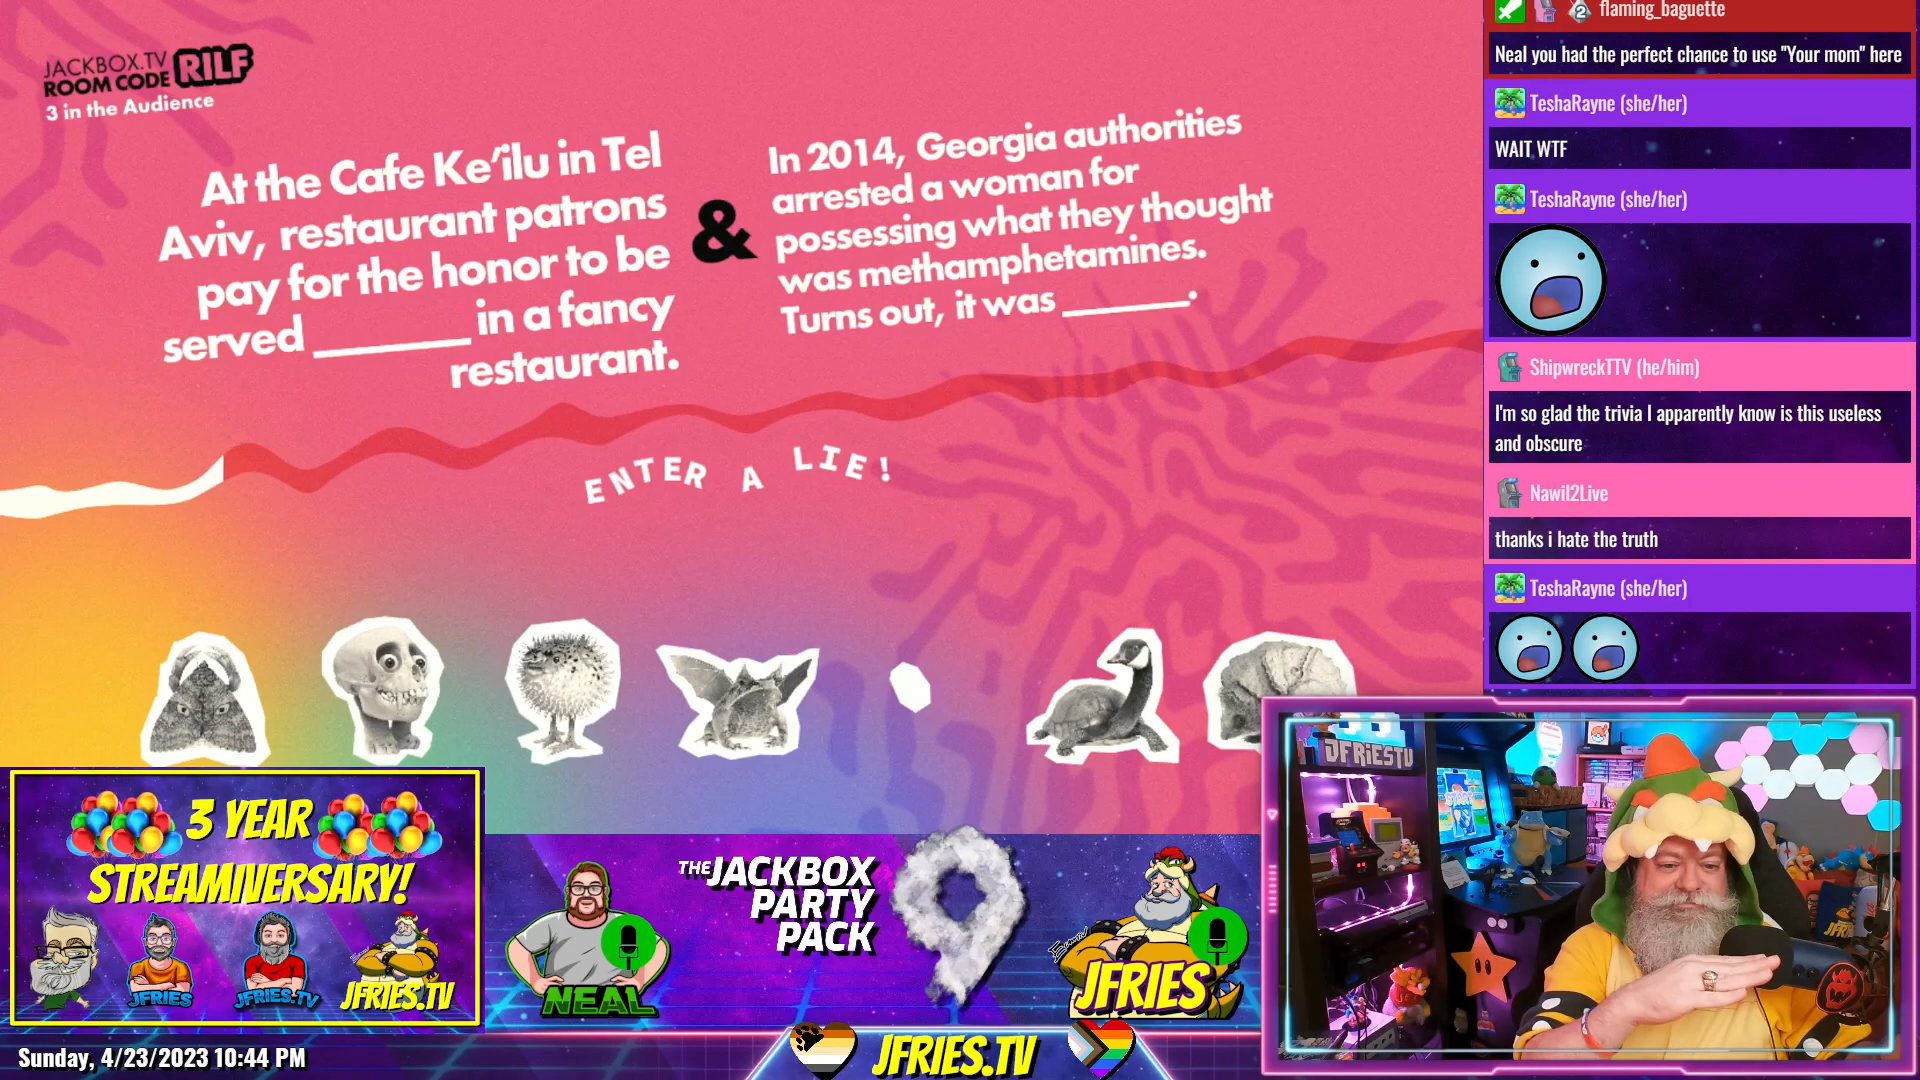 JACKBOX.TV
ROOM CODE RILF
3 in the Audience
At the Cafe Ke'ilu in Tel
Aviv, restaurant patrons
pay for the honor to be
served _______ in a fancy
restaurant.
&
In 2014, Georgia authorities
arrested a woman for
possessing what they thought
was methamphetamines.
Turns out, it was _______.
ENTER A LIE!
2 flaming_baguette
Neal you had the perfect chance to use "Your mom" here
TeshaRayne (she/her)
WAIT WTF
TeshaRayne (she/her)
ShipwreckTTV (he/him)
I'm so glad the trivia I apparently know is this useless
and obscure
Nawil2Live
thanks i hate the truth
TeshaRayne (she/her)
3 YEAR
STREAMIVERSARY!
JFRIES
JFRIES.TV
JFRIES.TV
NEAL
THE JACKBOX
PARTY
PACK
9
JFRIES
JFRIESTV
START
Sunday, 4/23/2023 10:44 PM
JFRIES.TV